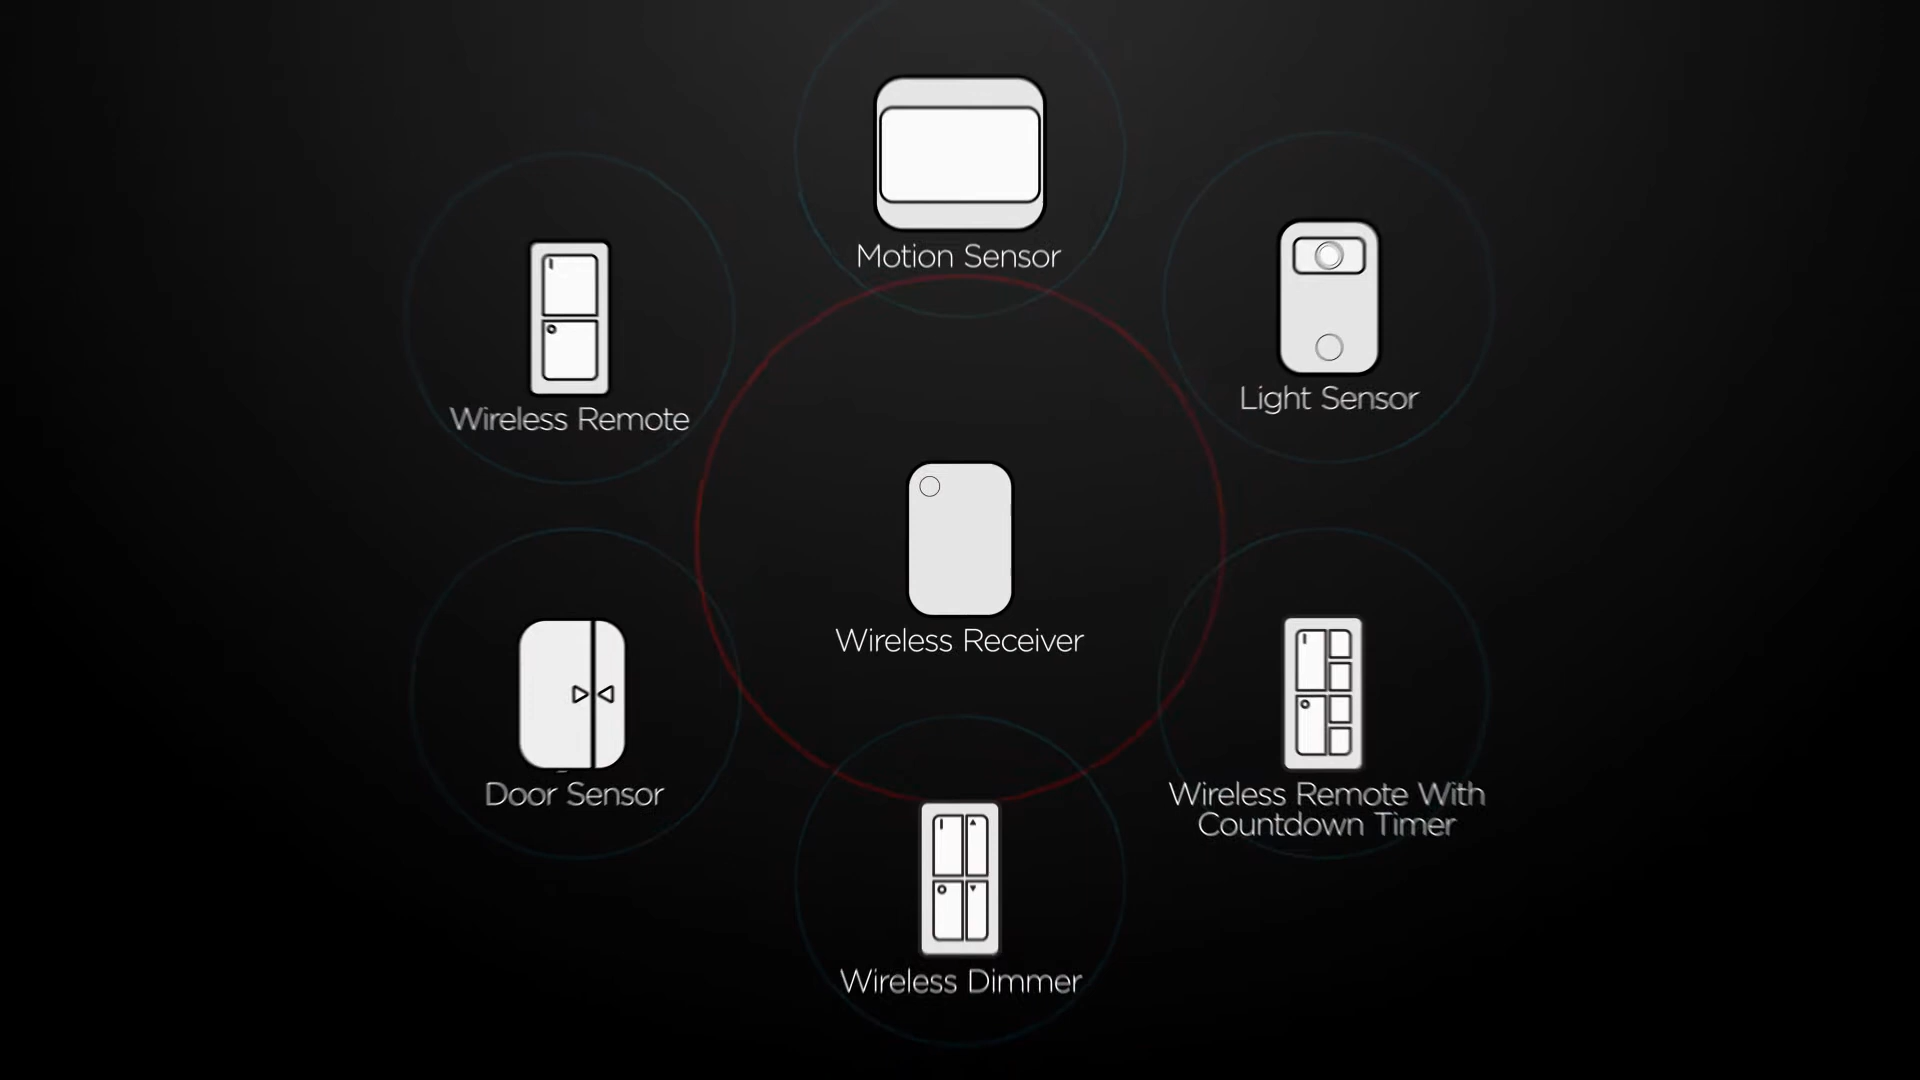 Motion Sensor
Wireless Remote
Light Sensor
Wireless Receiver
Door Sensor
Wireless Remote With
Countdown Timer
Wireless Dimmer